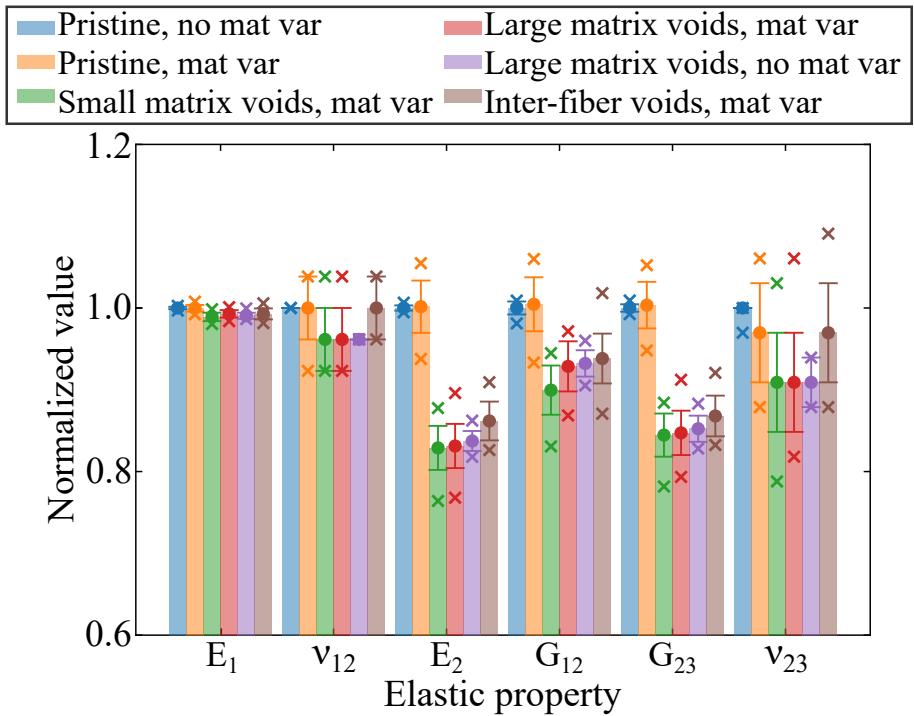 Pristine, no mat var
Pristine, mat var
Small matrix voids, mat var
Large matrix voids, mat var
Large matrix voids, no mat var
Inter-fiber voids, mat var
1.2
1.0
0.8
0.6
Normalized value
E₁ ν₁₂ E₂ G₁₂ G₂₃ ν₂₃
Elastic property